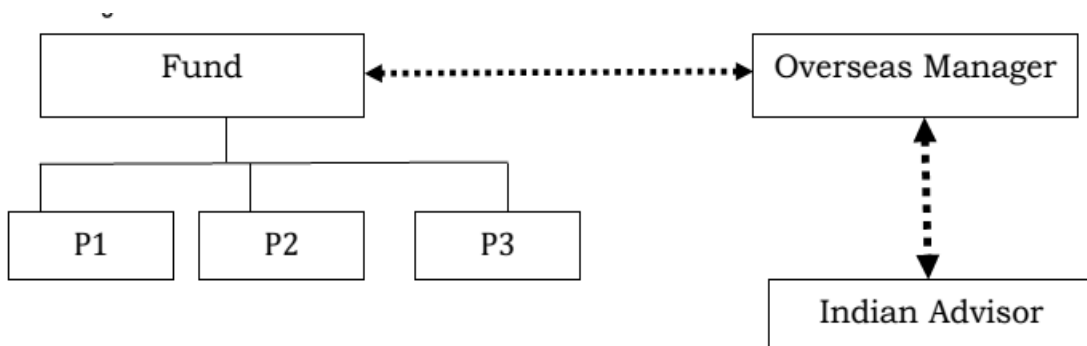 Fund
Overseas Manager
P1
P2
P3
Indian Advisor